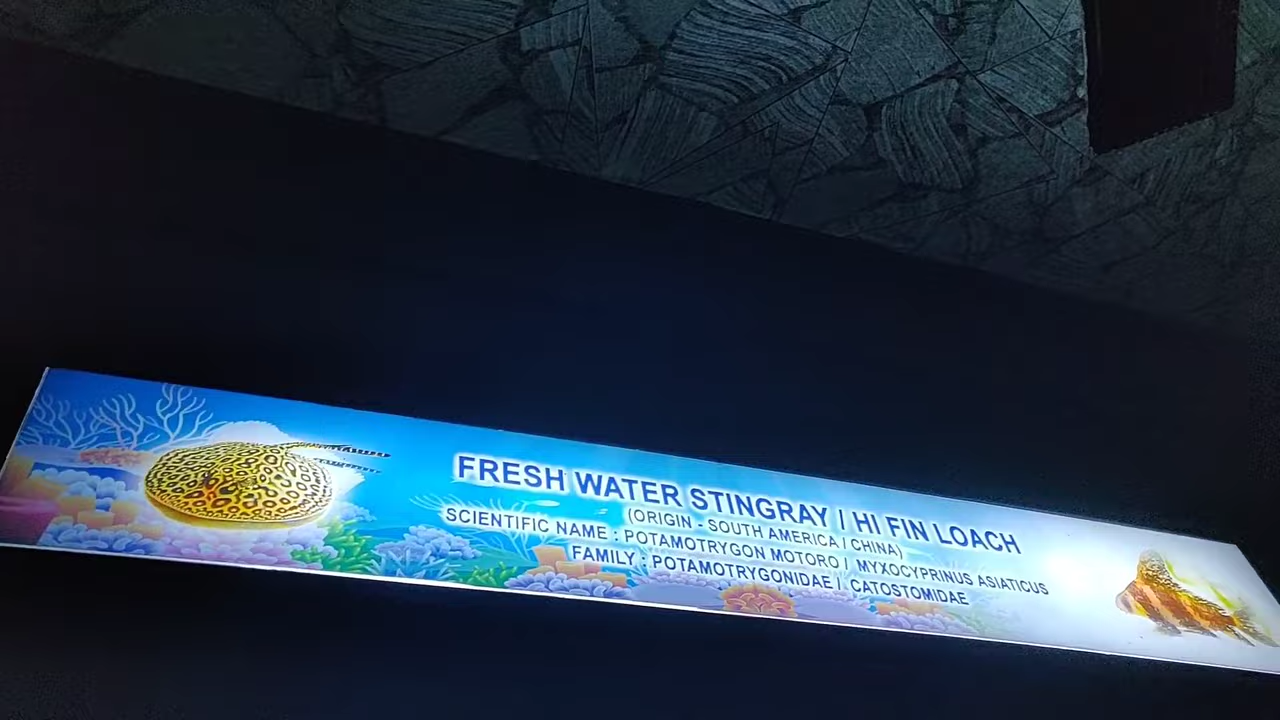 FRESH WATER STINGRAY / HI FIN LOACH
(ORIGIN - SOUTH AMERICA / CHINA)
SCIENTIFIC NAME : POTAMOTRYGON MOTORO / MYXOCYPRINUS ASIATICUS
FAMILY : POTAMOTRYGONIDAE / CATOSTOMIDAE